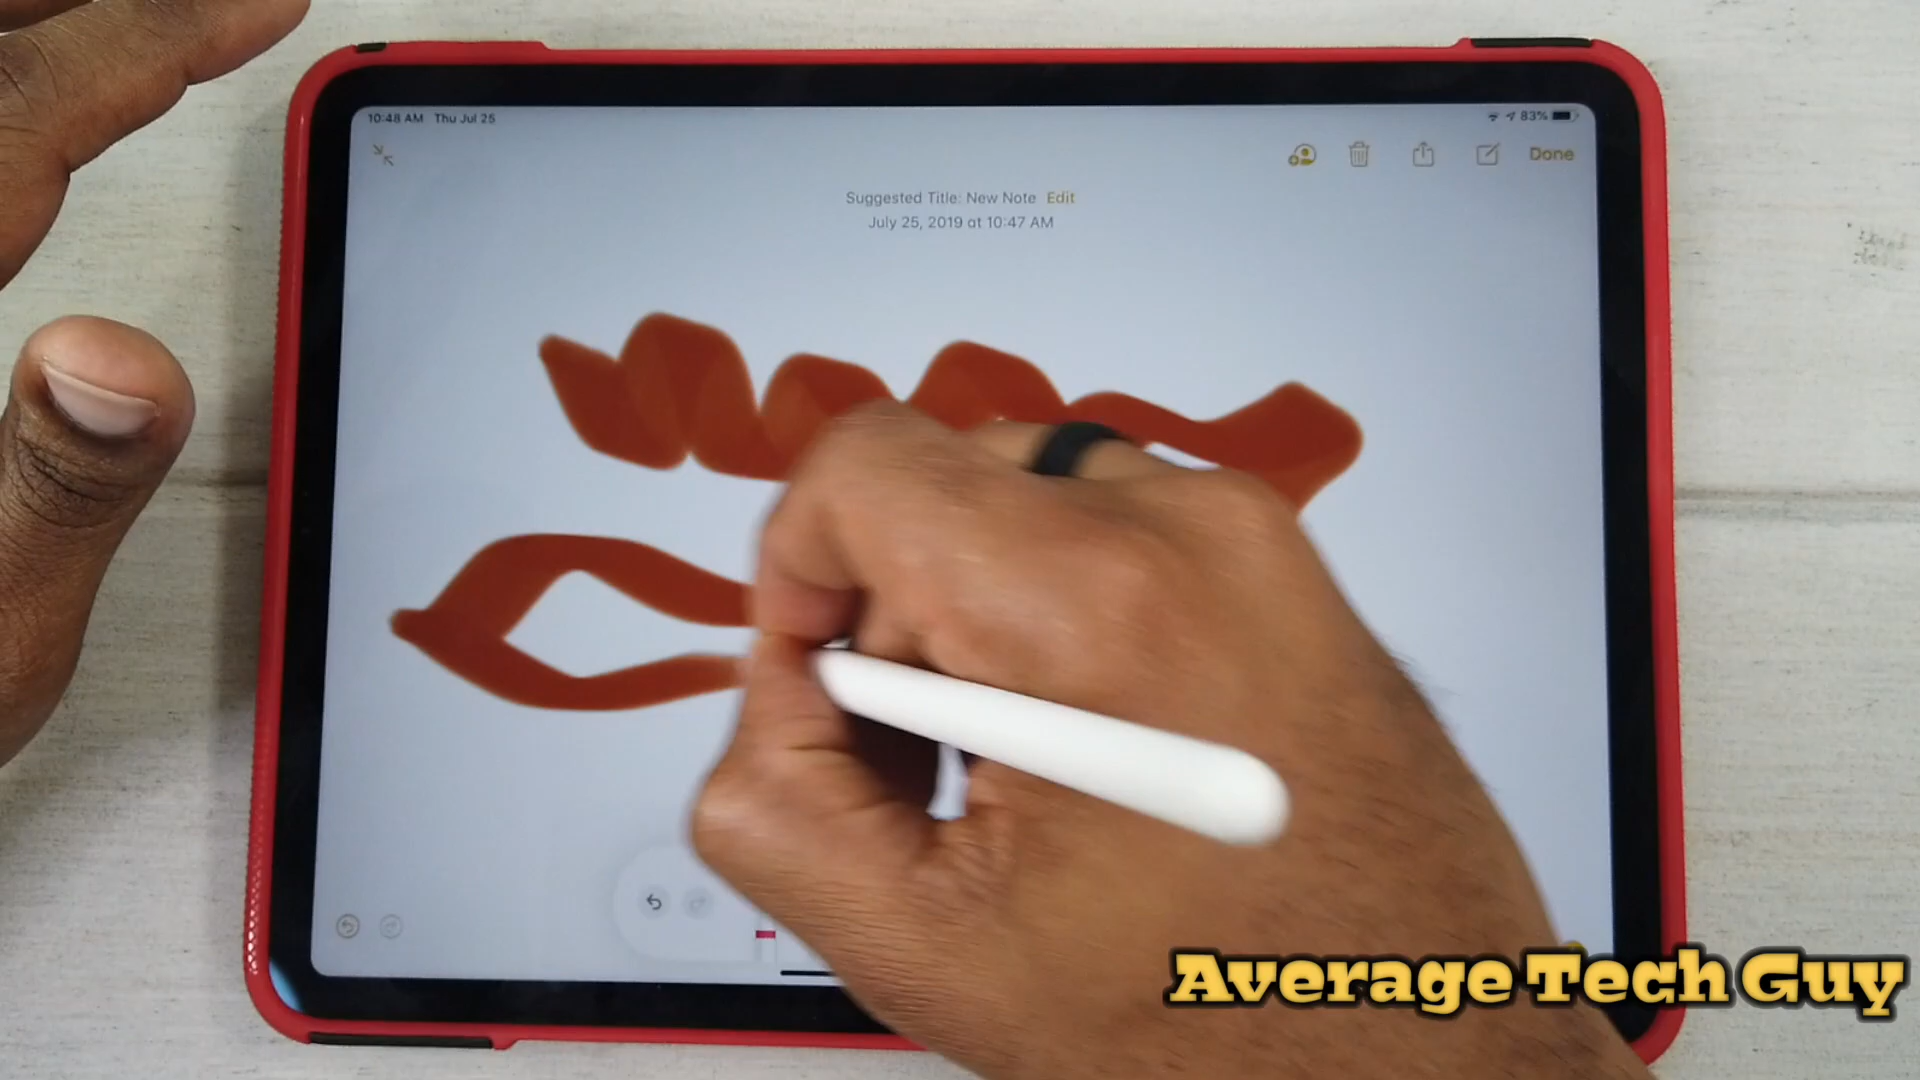 10:48 AM Thu Jul 25
83%
Done
Suggested Title: New Note Edit
July 25, 2019 at 10:47 AM
Average Tech Guy